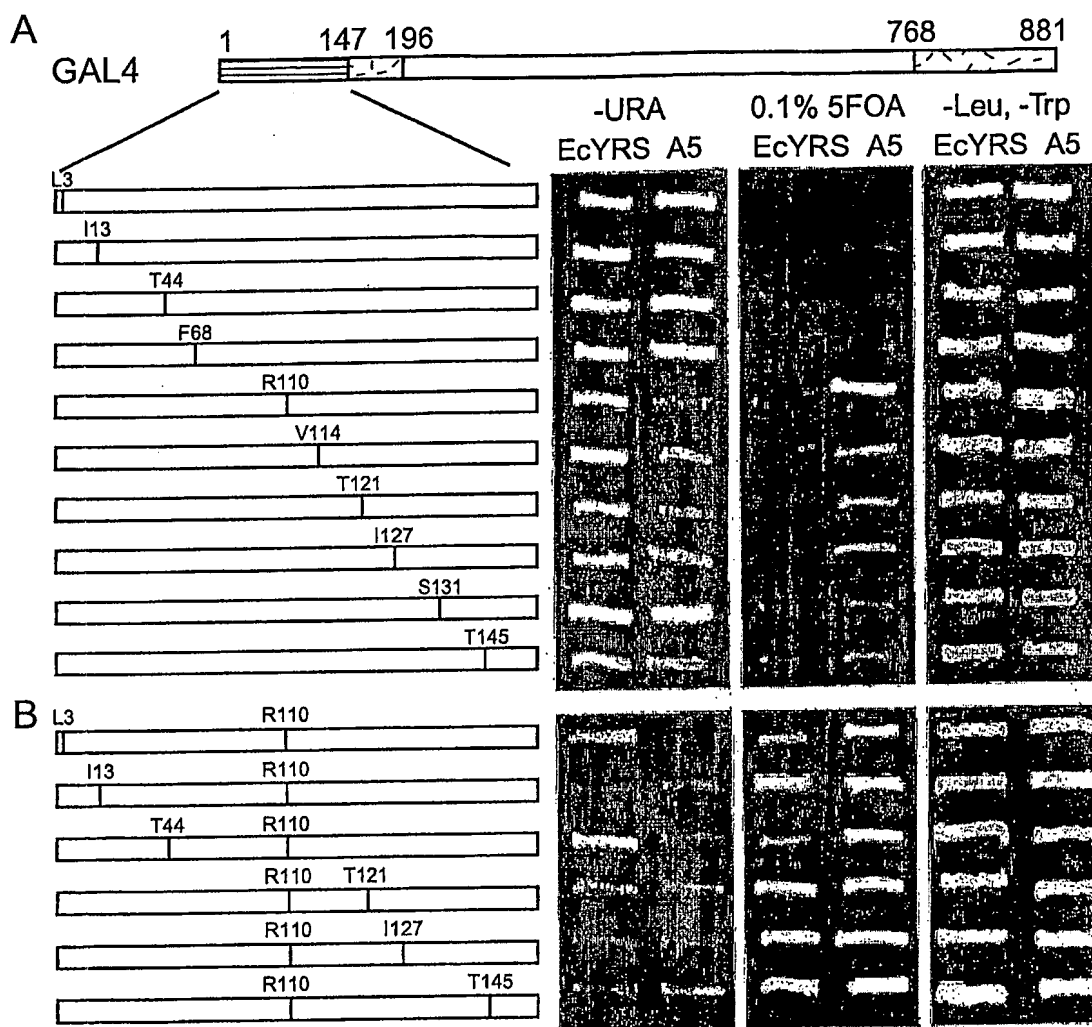 A
1 147 196 768 881
GAL4
-URA 0.1% 5FOA -Leu, -Trp
EcYRS A5 EcYRS A5 EcYRS A5
L3
I13
T44
F68
R110
V114
T121
I127
S131
T145
B
L3 R110
I13 R110
T44 R110
R110 T121
R110 I127
R110 T145